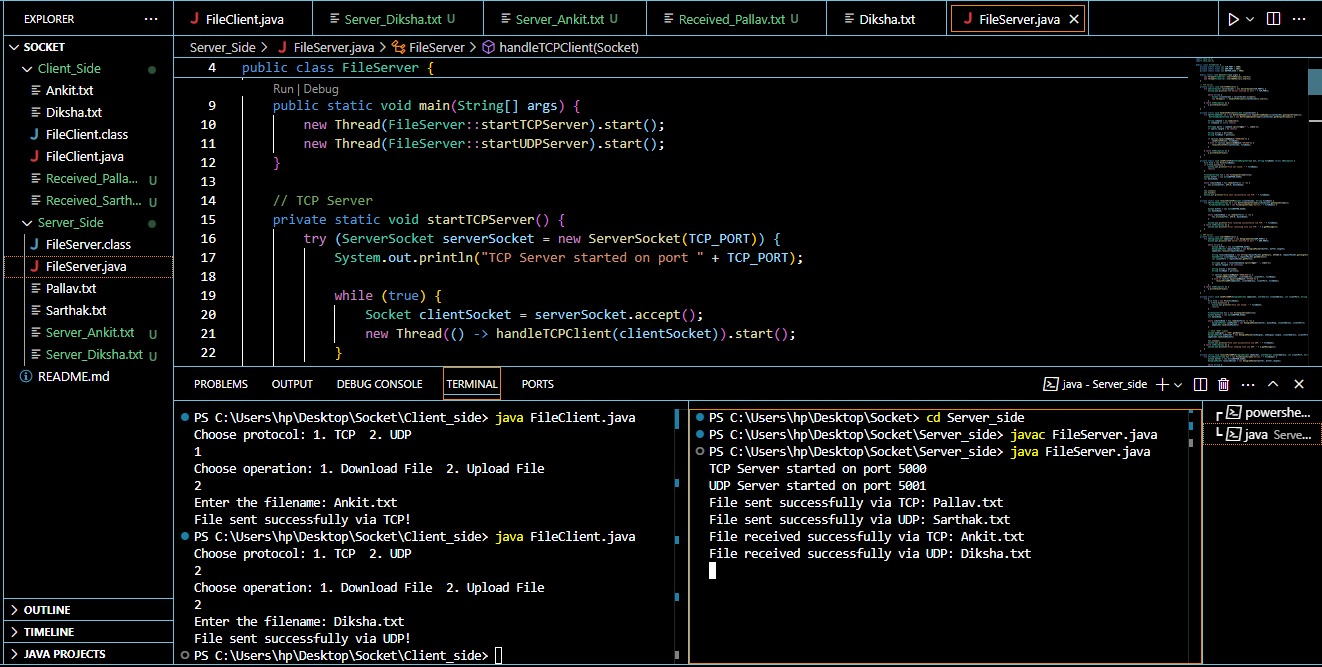 EXPLORER
SOCKET
Client_Side
Ankit.txt
Diksha.txt
FileClient.class
FileClient.java
Received_Palla... U
Received_Sarth... U
Server_Side
FileServer.class
FileServer.java
Pallav.txt
Sarthak.txt
Server_Ankit.txt U
Server_Diksha.txt U
README.md
OUTLINE
TIMELINE
JAVA PROJECTS
FileClient.java
Server_Diksha.txt U
Server_Ankit.txt U
Received_Pallav.txt U
Diksha.txt
FileServer.java
Server_Side > FileServer.java > FileServer > handleTCPClient(Socket)
4 public class FileServer {
Run | Debug
9 public static void main(String[] args) {
10 new Thread(FileServer::startTCPServer).start();
11 new Thread(FileServer::startUDPServer).start();
12 }
13
14 // TCP Server
15 private static void startTCPServer() {
16 try (ServerSocket serverSocket = new ServerSocket(TCP_PORT)) {
17 System.out.println("TCP Server started on port " + TCP_PORT);
18
19 while (true) {
20 Socket clientSocket = serverSocket.accept();
21 new Thread(() -> handleTCPClient(clientSocket)).start();
22 }
PROBLEMS OUTPUT DEBUG CONSOLE TERMINAL PORTS
java - Server_side
PS C:\Users\hp\Desktop\Socket\Client_side> java FileClient.java
Choose protocol: 1. TCP  2. UDP
1
Choose operation: 1. Download File  2. Upload File
2
Enter the filename: Ankit.txt
File sent successfully via TCP!
PS C:\Users\hp\Desktop\Socket\Client_side> java FileClient.java
Choose protocol: 1. TCP  2. UDP
2
Choose operation: 1. Download File  2. Upload File
2
Enter the filename: Diksha.txt
File sent successfully via UDP!
PS C:\Users\hp\Desktop\Socket\Client_side>
PS C:\Users\hp\Desktop\Socket> cd Server_side
PS C:\Users\hp\Desktop\Socket\Server_side> javac FileServer.java
PS C:\Users\hp\Desktop\Socket\Server_side> java FileServer.java
TCP Server started on port 5000
UDP Server started on port 5001
File sent successfully via TCP: Pallav.txt
File sent successfully via UDP: Sarthak.txt
File received successfully via TCP: Ankit.txt
File received successfully via UDP: Diksha.txt
powershe...
java Serve...